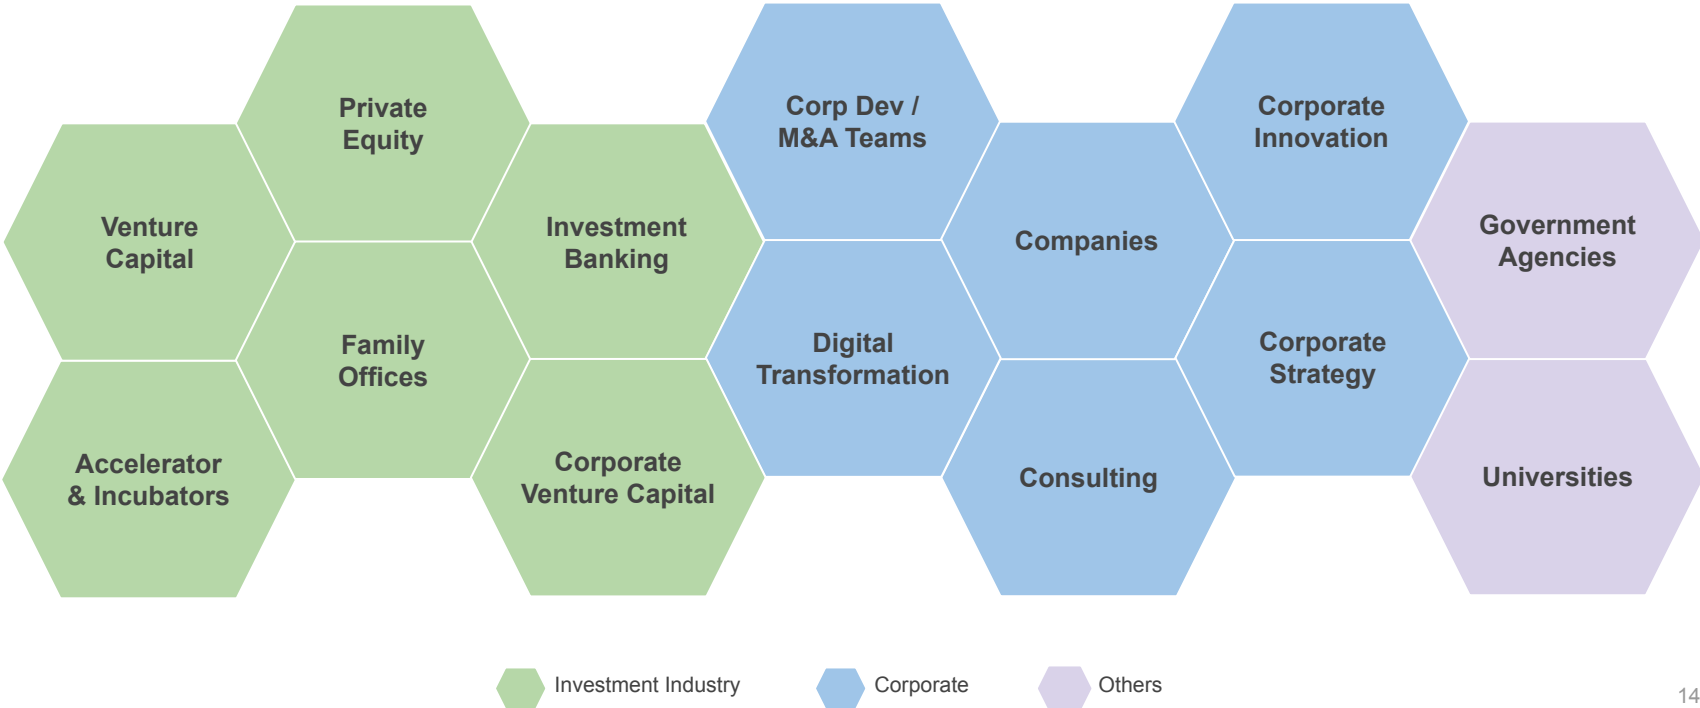 Private
Equity
Venture
Capital
Investment
Banking
Family
Offices
Accelerator
& Incubators
Corporate
Venture Capital
Corp Dev /
M&A Teams
Companies
Corporate
Innovation
Digital
Transformation
Corporate
Strategy
Consulting
Government
Agencies
Universities
Investment Industry
Corporate
Others
14